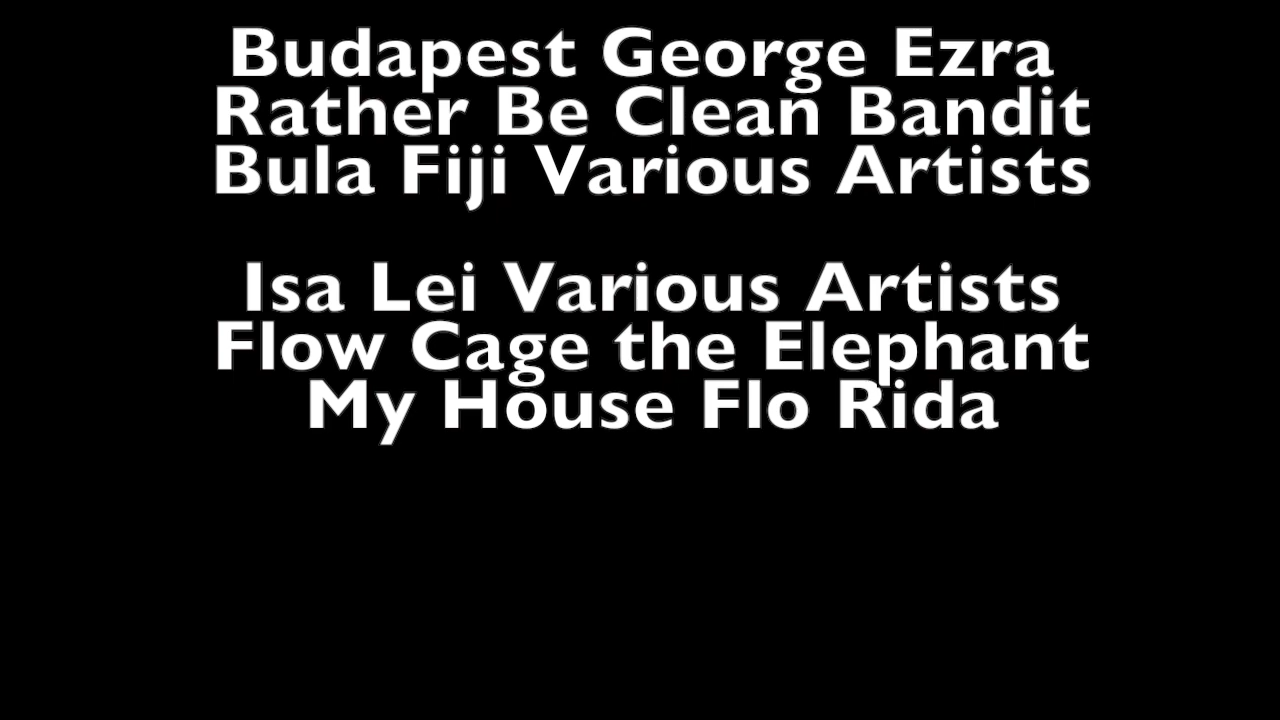 Budapest George Ezra
Rather Be Clean Bandit
Bula Fiji Various Artists
Isa Lei Various Artists
Flow Cage the Elephant
My House Flo Rida